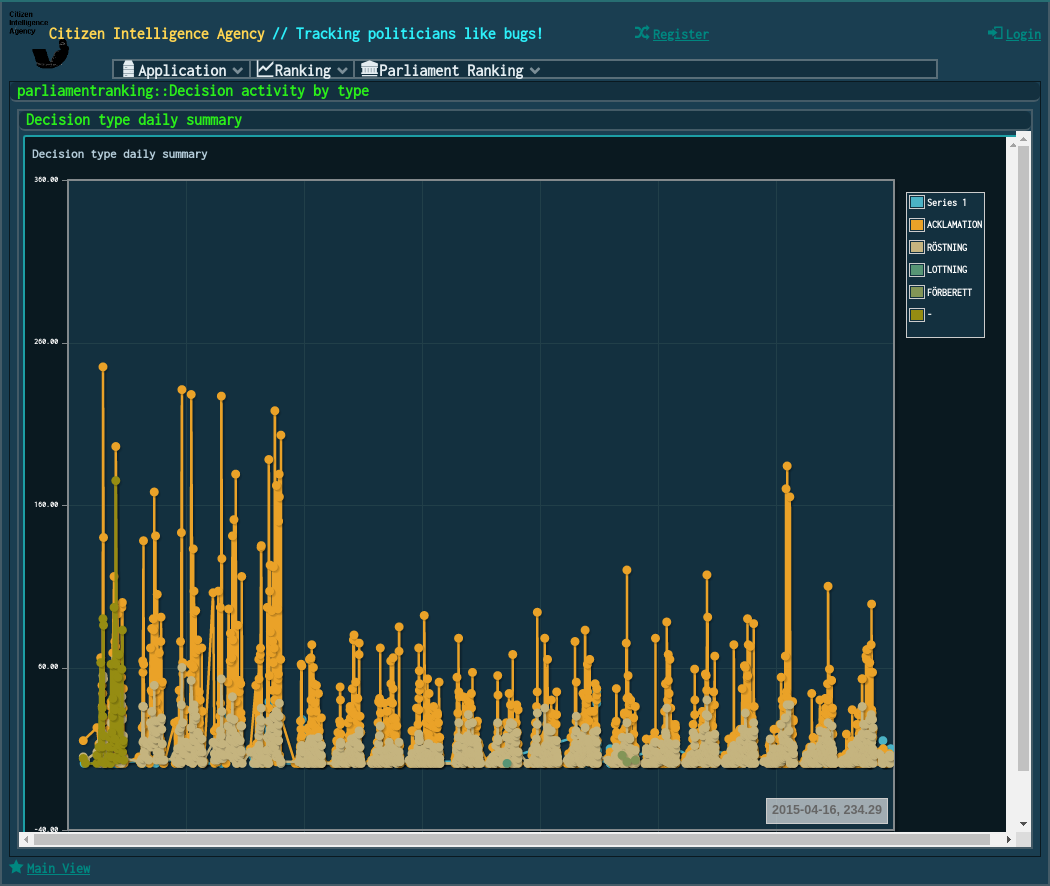 Citizen
Intelligence
Agency
Citizen Intelligence Agency // Tracking politicians like bugs!
Register
Login
Application
Ranking
Parliament Ranking
parliamentranking::Decision activity by type
Decision type daily summary
Decision type daily summary
360.00
260.00
160.00
60.00
-40.00
Series 1
ACKLAMATION
RÖSTNING
LOTTNING
FÖRBERETT
-
2015-04-16, 234.29
Main View